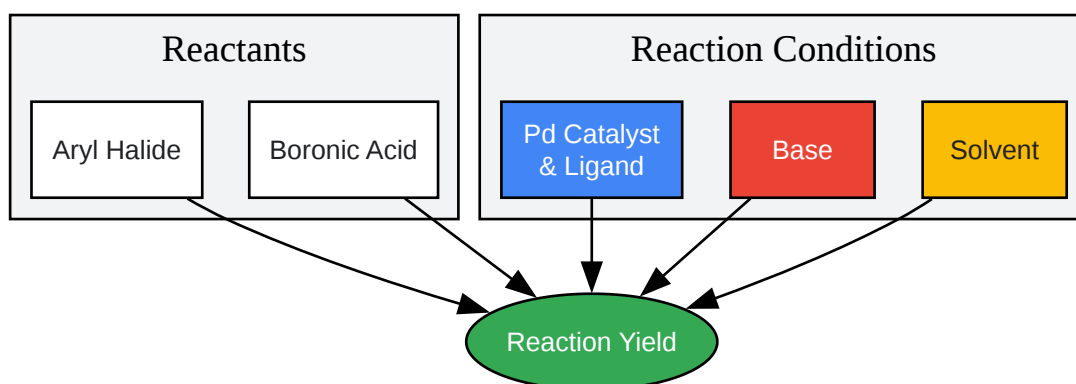 Reactants
Reaction Conditions
Aryl Halide
Boronic Acid
Pd Catalyst
& Ligand
Base
Solvent
Reaction Yield